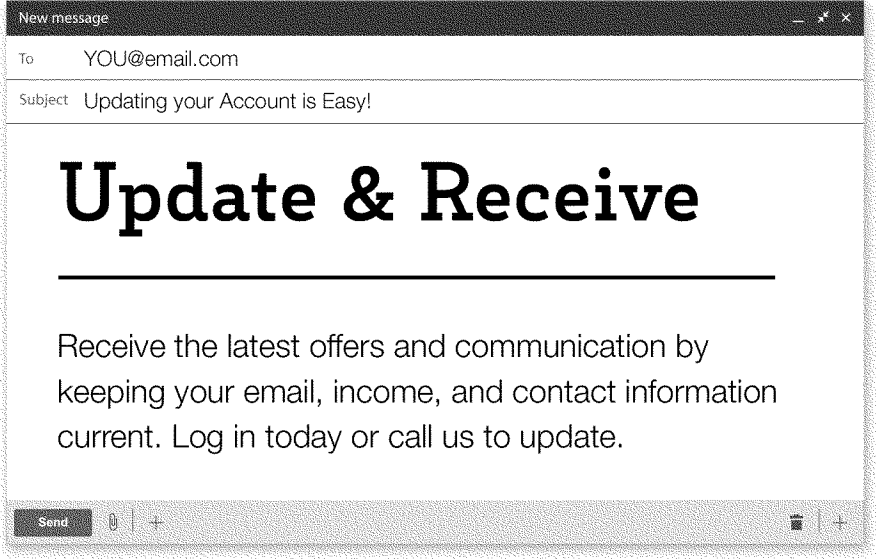 New message
To YOU@email.com
Subject Updating your Account is Easy!
Update & Receive
Receive the latest offers and communication by
keeping your email, income, and contact information
current. Log in today or call us to update.
Send